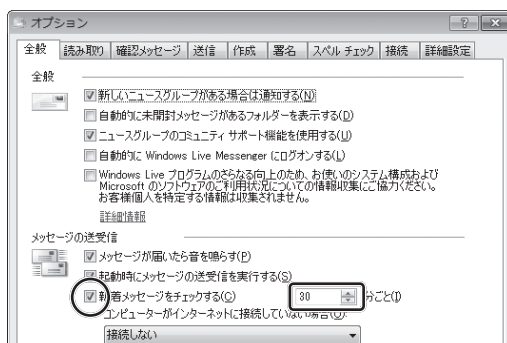 オプション
全般 読み取り 確認メッセージ 送信 作成 署名 スペル チェック 接続 詳細設定
全般
新しいニュースグループがある場合は通知する(N)
自動的に未開封メッセージがあるフォルダーを表示する(D)
ニュースグループのコミュニティ サポート機能を使用する(U)
自動的に Windows Live Messenger にログオンする(L)
Windows Live プログラムのさらなる向上のため、お使いのシステム構成および
Microsoft のソフトウェアのご利用状況についての情報収集にご協力ください。
お客様個人を特定する情報は収集されません。
詳細情報
メッセージの送受信
メッセージが届いたら音を鳴らす(P)
起動時にメッセージの送受信を実行する(S)
新着メッセージをチェックする(C) 30 分ごと(I)
コンピューターがインターネットに接続していない場合(O):
接続しない